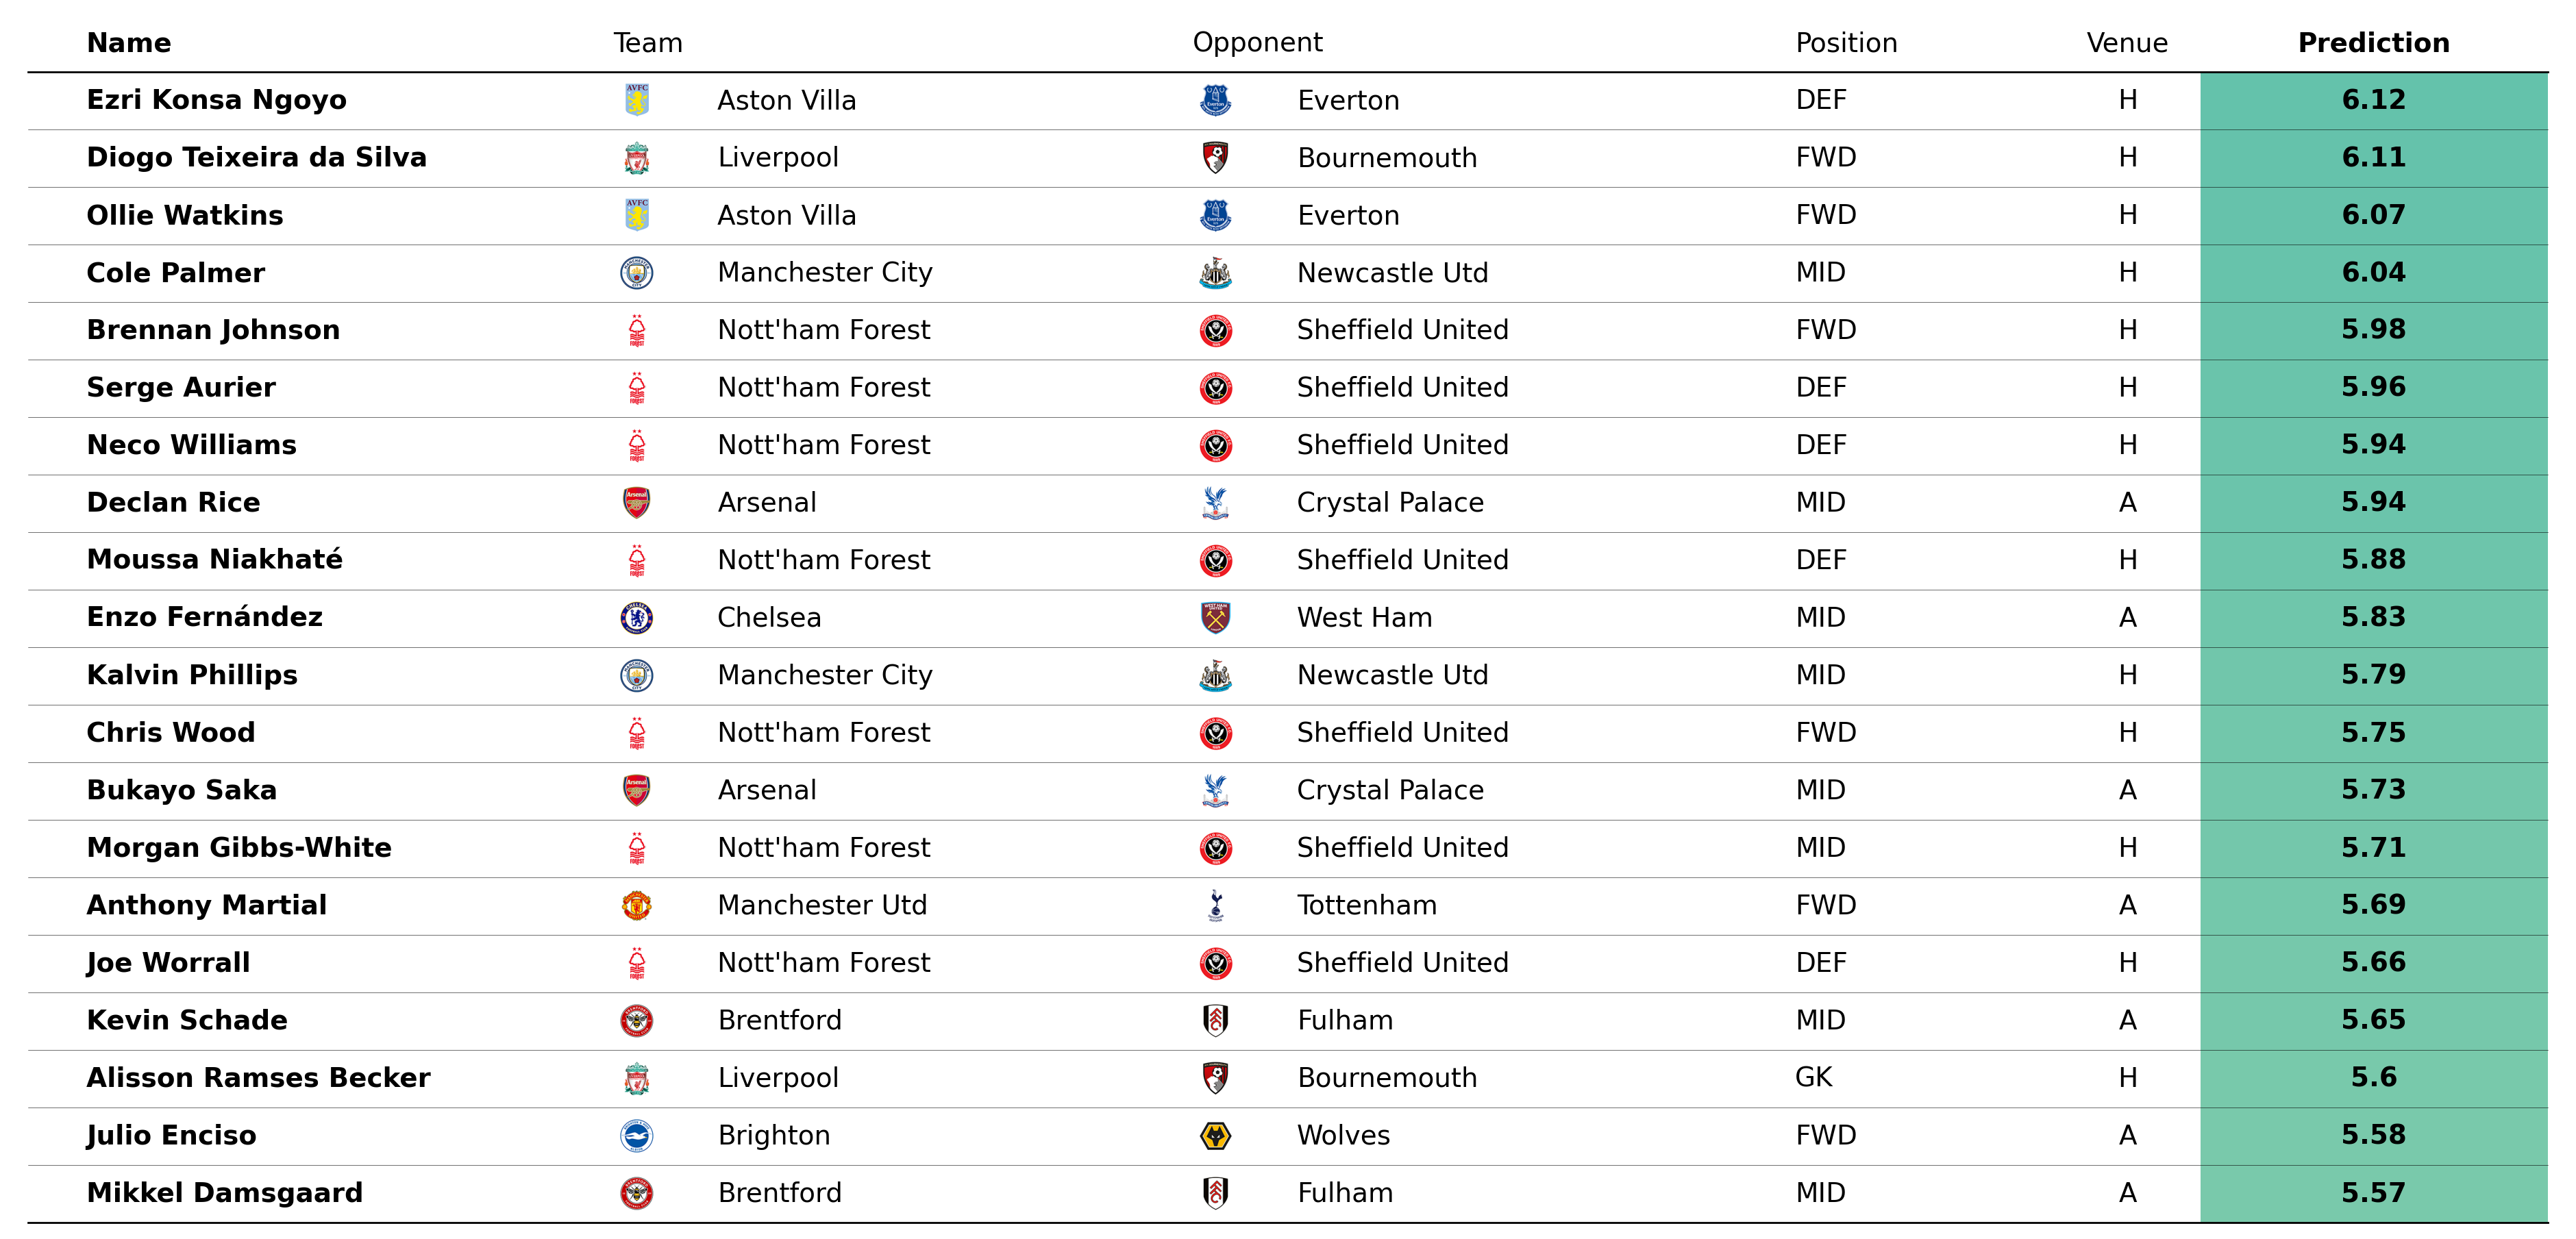 Name Team Opponent Position Venue Prediction
Ezri Konsa Ngoyo Aston Villa Everton DEF H 6.12
Diogo Teixeira da Silva Liverpool Bournemouth FWD H 6.11
Ollie Watkins Aston Villa Everton FWD H 6.07
Cole Palmer Manchester City Newcastle Utd MID H 6.04
Brennan Johnson Nott'ham Forest Sheffield United FWD H 5.98
Serge Aurier Nott'ham Forest Sheffield United DEF H 5.96
Neco Williams Nott'ham Forest Sheffield United DEF H 5.94
Declan Rice Arsenal Crystal Palace MID A 5.94
Moussa Niakhaté Nott'ham Forest Sheffield United DEF H 5.88
Enzo Fernández Chelsea West Ham MID A 5.83
Kalvin Phillips Manchester City Newcastle Utd MID H 5.79
Chris Wood Nott'ham Forest Sheffield United FWD H 5.75
Bukayo Saka Arsenal Crystal Palace MID A 5.73
Morgan Gibbs-White Nott'ham Forest Sheffield United MID H 5.71
Anthony Martial Manchester Utd Tottenham FWD A 5.69
Joe Worrall Nott'ham Forest Sheffield United DEF H 5.66
Kevin Schade Brentford Fulham MID A 5.65
Alisson Ramses Becker Liverpool Bournemouth GK H 5.6
Julio Enciso Brighton Wolves FWD A 5.58
Mikkel Damsgaard Brentford Fulham MID A 5.57